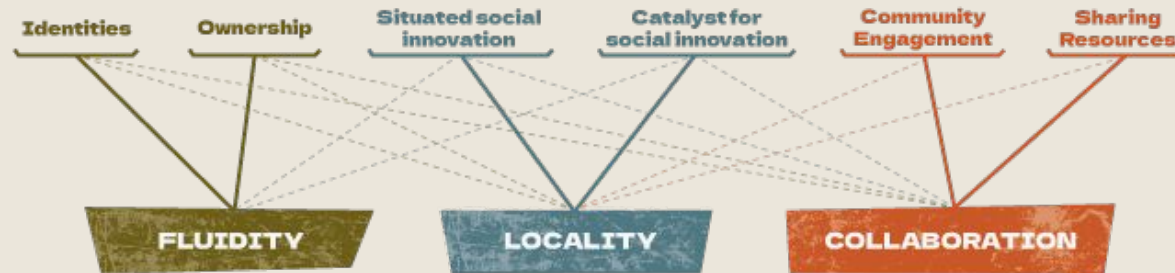 Identities
Ownership
Situated social
innovation
Catalyst for
social innovation
Community
Engagement
Sharing
Resources
FLUIDITY
LOCALITY
COLLABORATION